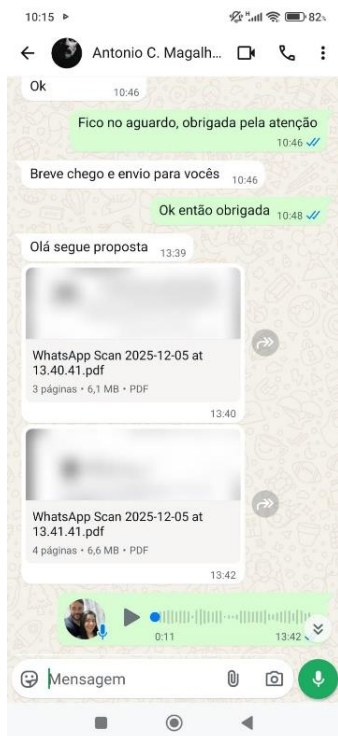 10:15
82%
Antonio C. Magalh...
Ok
10:46
Fico no aguardo, obrigada pela atenção
10:46
Breve chego e envio para vocês 10:46
Ok então obrigada 10:48
Olá segue proposta 13:39
WhatsApp Scan 2025-12-05 at
13.40.41.pdf
3 páginas • 6,1 MB • PDF
13:40
WhatsApp Scan 2025-12-05 at
13.41.41.pdf
4 páginas • 6,6 MB • PDF
13:42
0:11 13:42
Mensagem